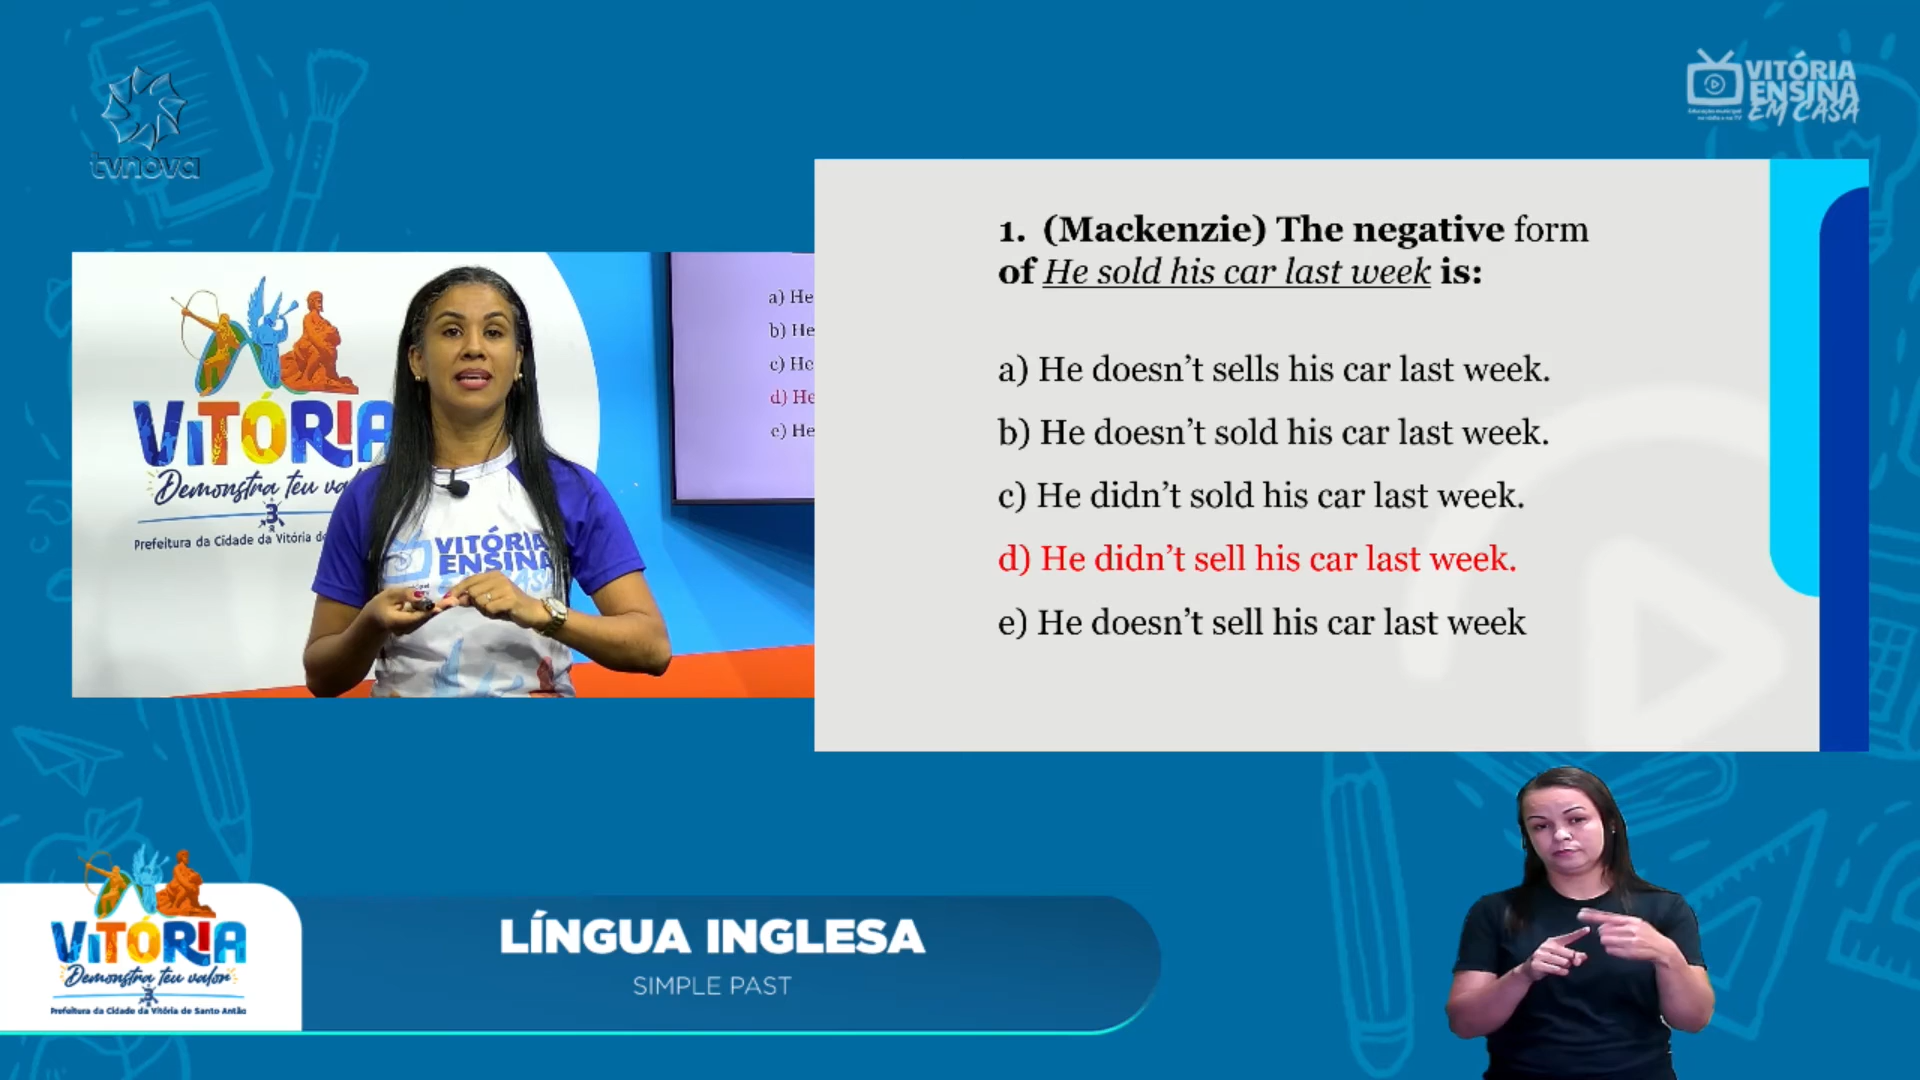 tvnova
VITÓRIA
ENSINA
EM CASA
1. (Mackenzie) The negative form
of He sold his car last week is:
a) He doesn’t sells his car last week.
b) He doesn’t sold his car last week.
c) He didn’t sold his car last week.
d) He didn’t sell his car last week.
e) He doesn’t sell his car last week
a) He
b) He
c) He
d) He
e) He
VITÓRIA
Demonstra teu va
Prefeitura da Cidade da Vitória de
VITÓRIA
ENSINA
LÍNGUA INGLESA
SIMPLE PAST
VITÓRIA
Demonstra teu valor
Prefeitura da Cidade da Vitória de Santo Antão